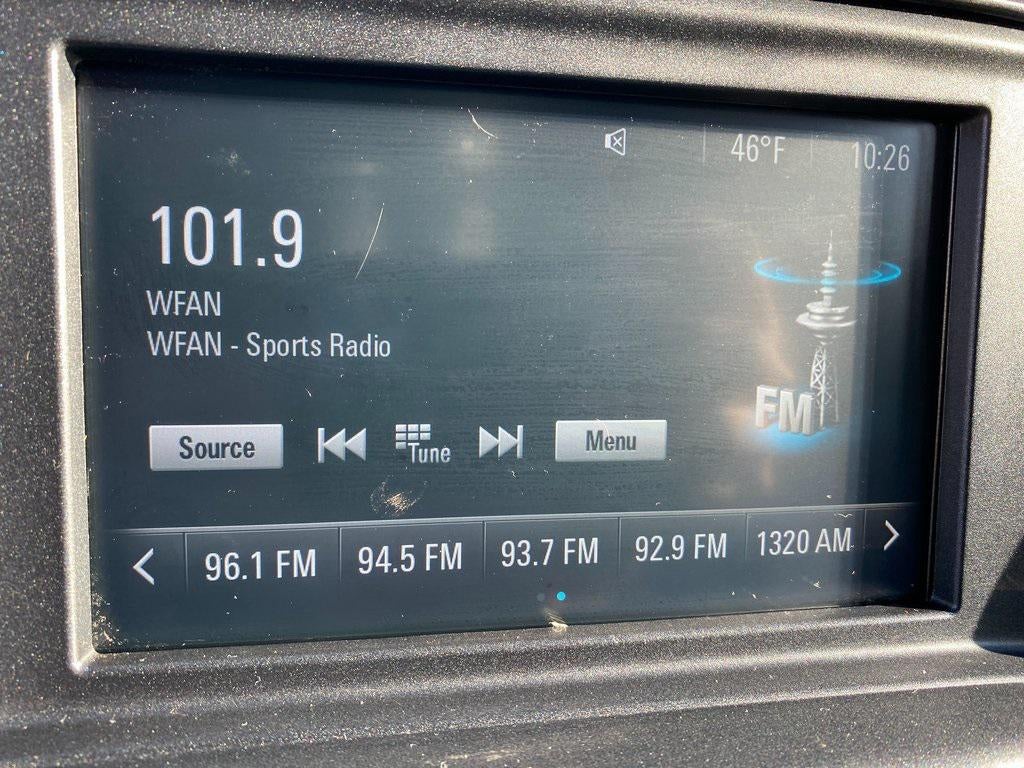 46°F 10:26
101.9
WFAN
WFAN - Sports Radio
FM
Source Tune Menu
96.1 FM 94.5 FM 93.7 FM 92.9 FM 1320 AM